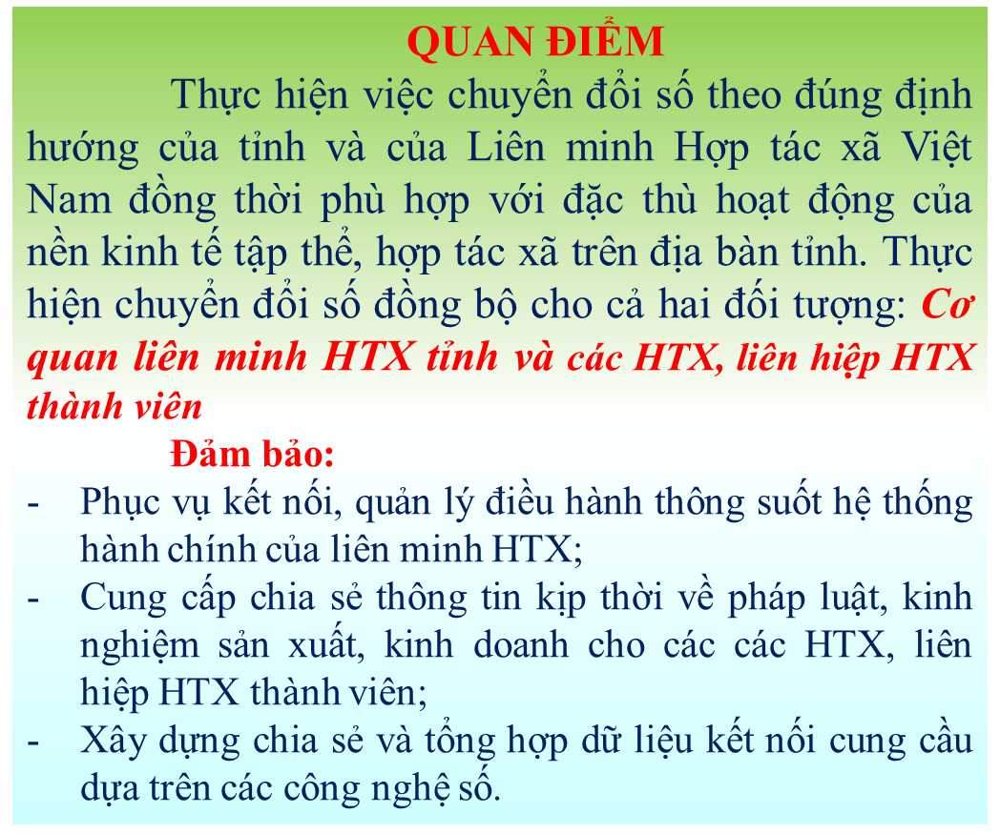 QUAN ĐIỂM
Thực hiện việc chuyển đổi số theo đúng định
hướng của tỉnh và của Liên minh Hợp tác xã Việt
Nam đồng thời phù hợp với đặc thù hoạt động của
nền kinh tế tập thể, hợp tác xã trên địa bàn tỉnh. Thực
hiện chuyển đổi số đồng bộ cho cả hai đối tượng: Cơ
quan liên minh HTX tỉnh và các HTX, liên hiệp HTX
thành viên
Đảm bảo:
- Phục vụ kết nối, quản lý điều hành thông suốt hệ thống
hành chính của liên minh HTX;
- Cung cấp chia sẻ thông tin kịp thời về pháp luật, kinh
nghiệm sản xuất, kinh doanh cho các các HTX, liên
hiệp HTX thành viên;
- Xây dựng chia sẻ và tổng hợp dữ liệu kết nối cung cầu
dựa trên các công nghệ số.